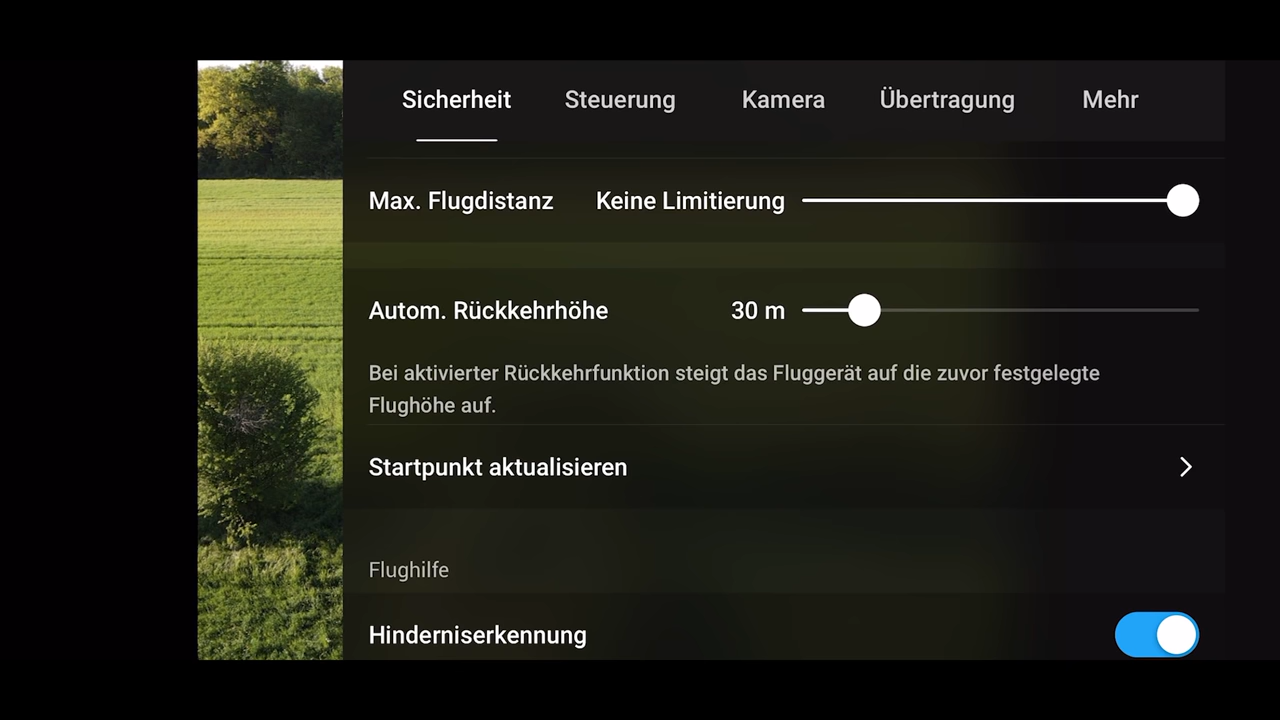 Sicherheit Steuerung Kamera Übertragung Mehr
Max. Flugdistanz Keine Limitierung
Autom. Rückkehrhöhe 30 m
Bei aktivierter Rückkehrfunktion steigt das Fluggerät auf die zuvor festgelegte
Flughöhe auf.
Startpunkt aktualisieren
Flughilfe
Hinderniserkennung